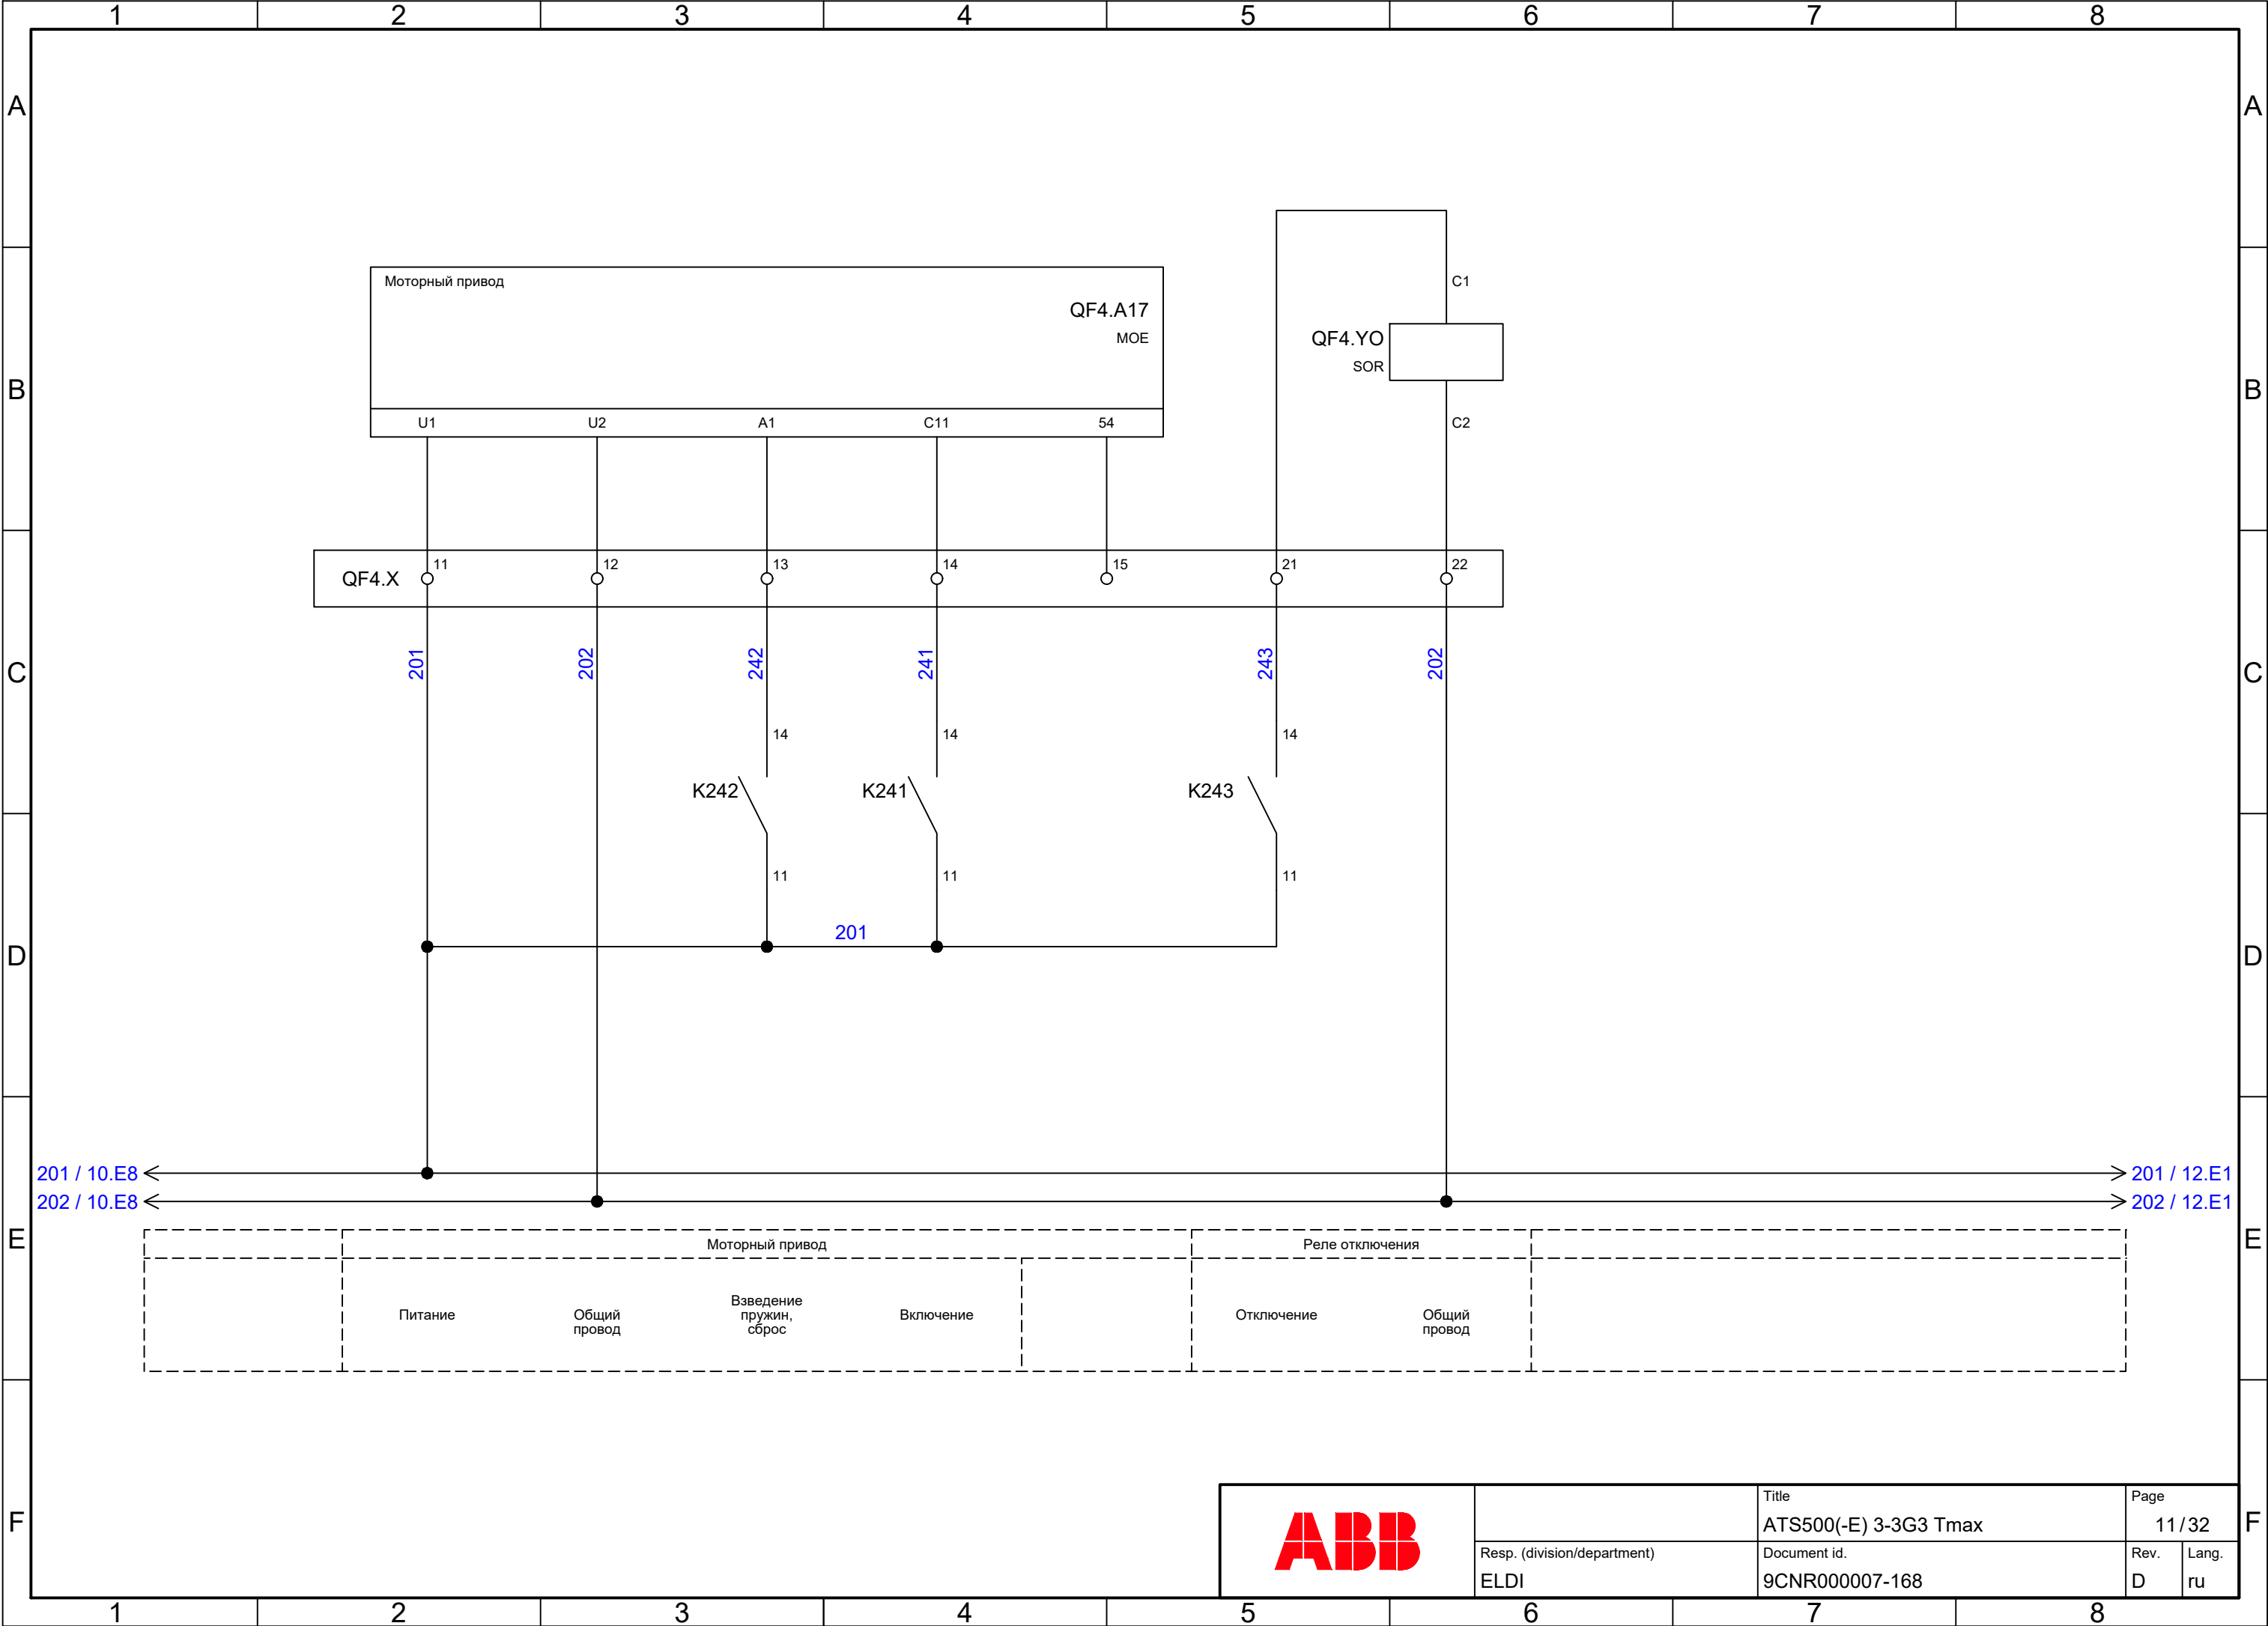 1 2 3 4 5 6 7 8
A A
C1
Моторный привод
QF4.A17
MOE
QF4.YO
SOR
B B
U1 U2 A1 C11 54
C2
QF4.X 11 12 13 14 15 21 22
201 202 242 241 243 202
C C
14 14 14
K242 K241 K243
11 11 11
201
D D
201 / 10.E8 201 / 12.E1
202 / 10.E8 202 / 12.E1
E E
Моторный привод Реле отключения
Питание
Общий
провод
Взведение
пружин,
сброс
Включение
Отключение
Общий
провод
F F
ABB
Title
ATS500(-E) 3-3G3 Tmax
Page
11/32
Resp. (division/department)
ELDI
Document id.
9CNR000007-168
Rev.
D
Lang.
ru
1 2 3 4 5 6 7 8